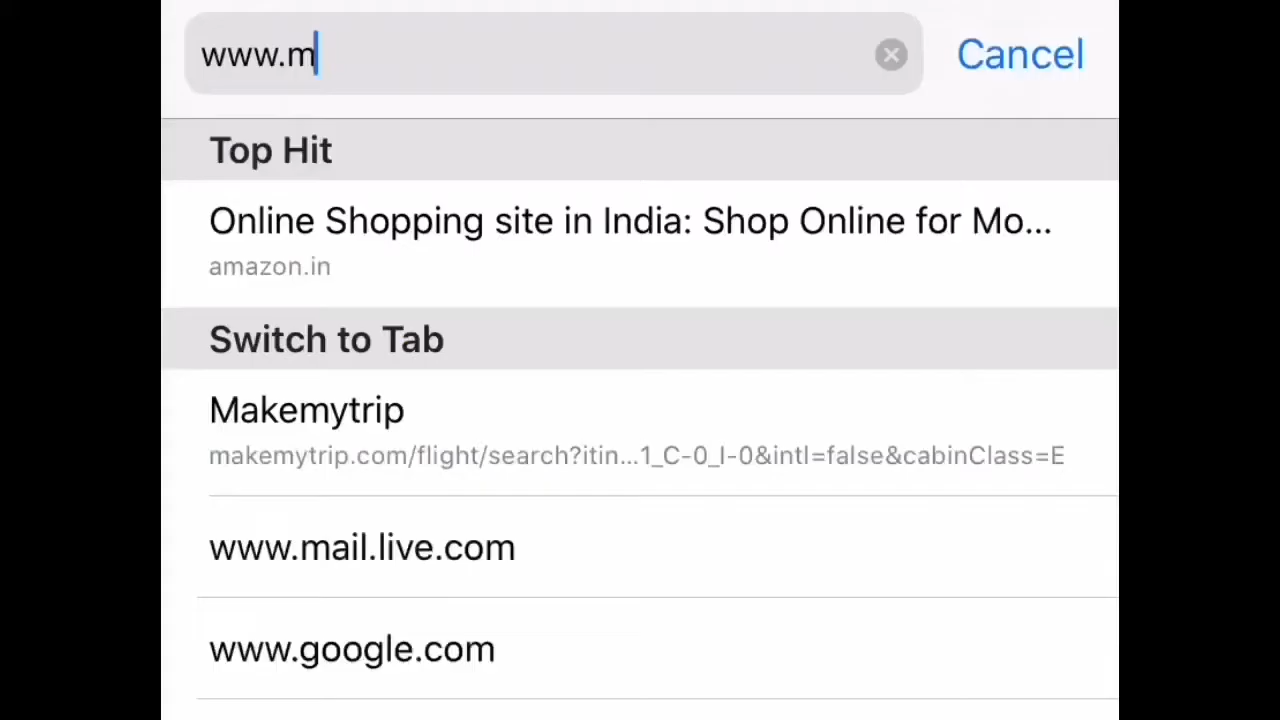 www.m
Cancel
Top Hit
Online Shopping site in India: Shop Online for Mo...
amazon.in
Switch to Tab
Makemytrip
makemytrip.com/flight/search?itin...1_C-0_I-0&intl=false&cabinClass=E
www.mail.live.com
www.google.com